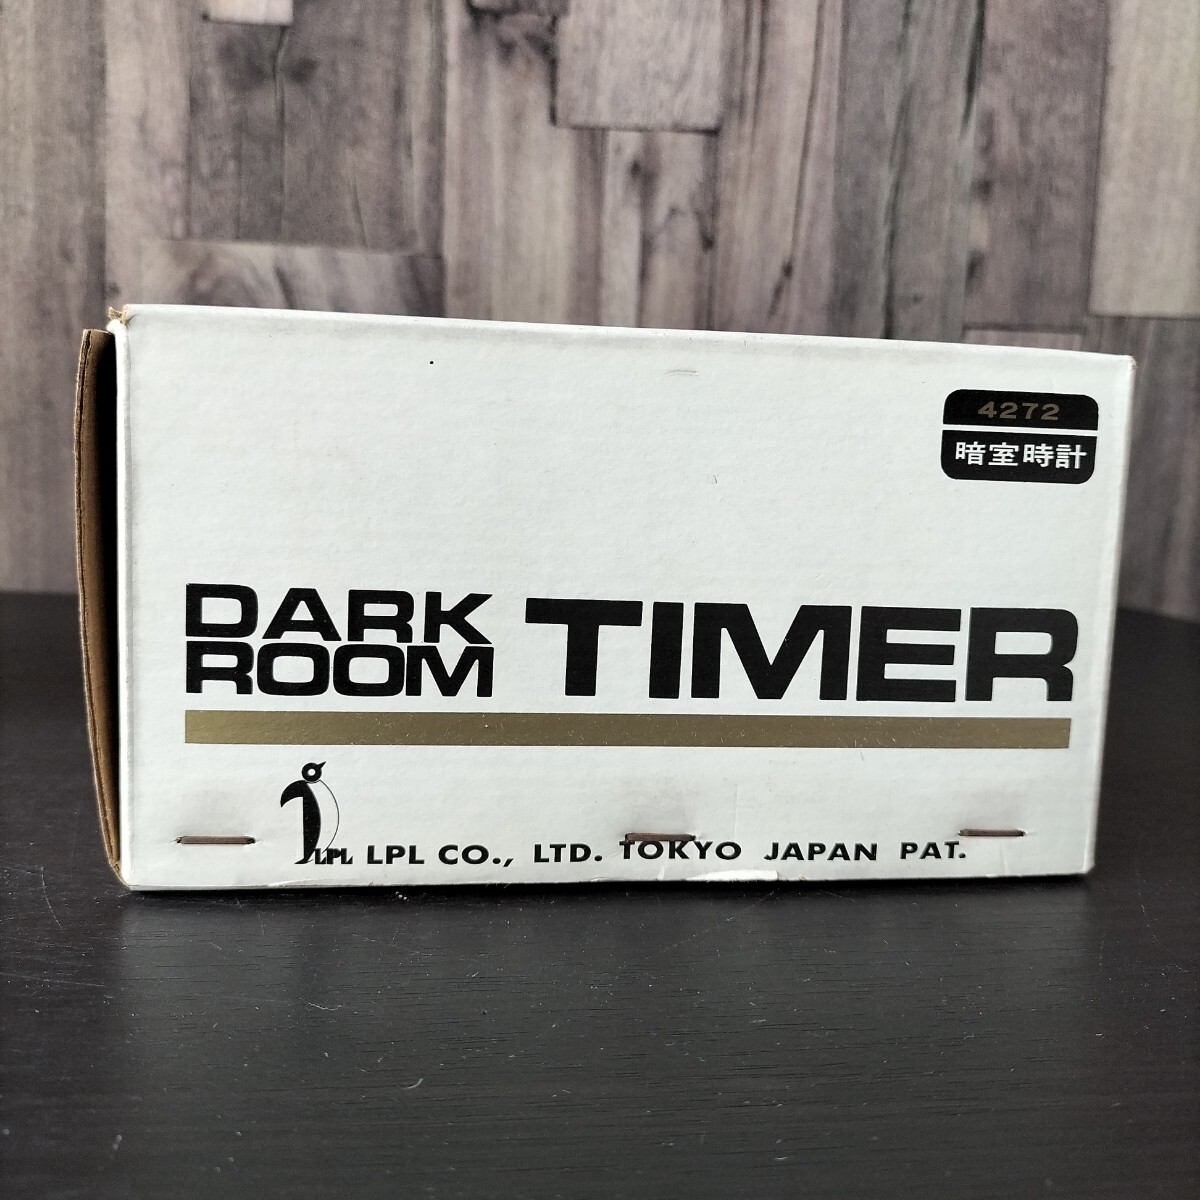 4272
暗室時計
DARK
ROOM
TIMER
LPL LPL CO., LTD. TOKYO JAPAN PAT.